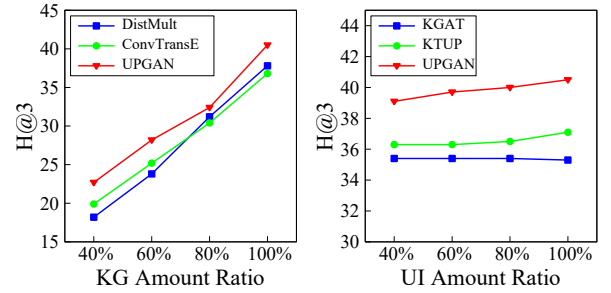 DistMult
ConvTransE
UPGAN
H@3
45
40
35
30
25
20
15
40% 60% 80% 100%
KG Amount Ratio
KGAT
KTUP
UPGAN
H@3
44
42
40
38
36
34
32
30
40% 60% 80% 100%
UI Amount Ratio